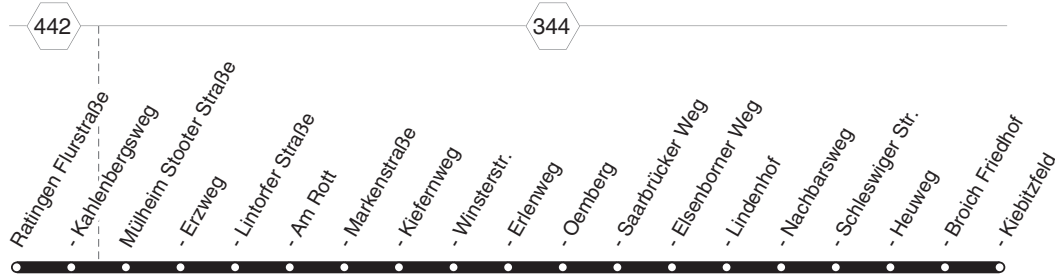 442
344
Ratingen Flurstraße
- Kahlenbergsweg
Mülheim Stooter Straße
- Erzweg
- Lintorfer Straße
- Am Rott
- Markenstraße
- Kiefernweg
- Winsterstr.
- Erlenweg
- Oemberg
- Saarbrücker Weg
- Elsenborner Weg
- Lindenhof
- Nachbarsweg
- Schleswiger Str.
- Heuweg
- Broich Friedhof
- Kiebitzfeld